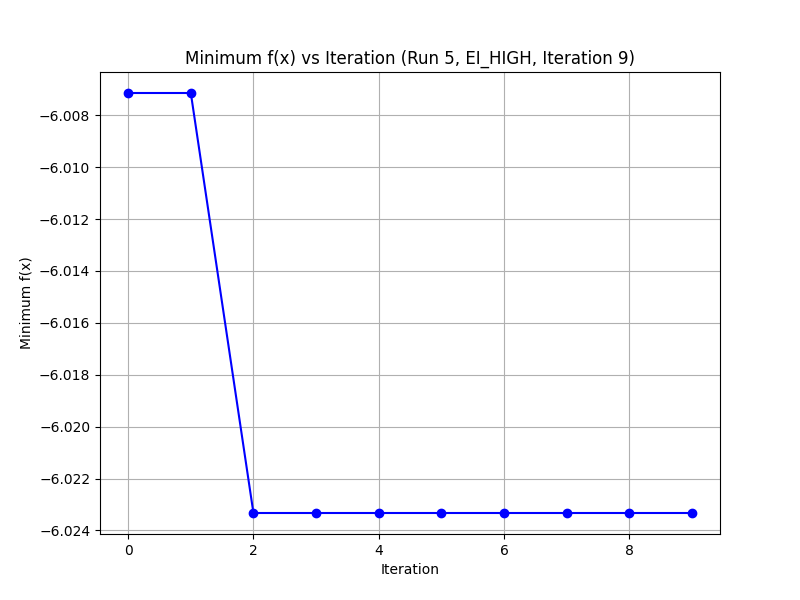 Minimum f(x) vs Iteration (Run 5, EI_HIGH, Iteration 9)
Minimum f(x)
−6.008
−6.010
−6.012
−6.014
−6.016
−6.018
−6.020
−6.022
−6.024
0 2 4 6 8
Iteration